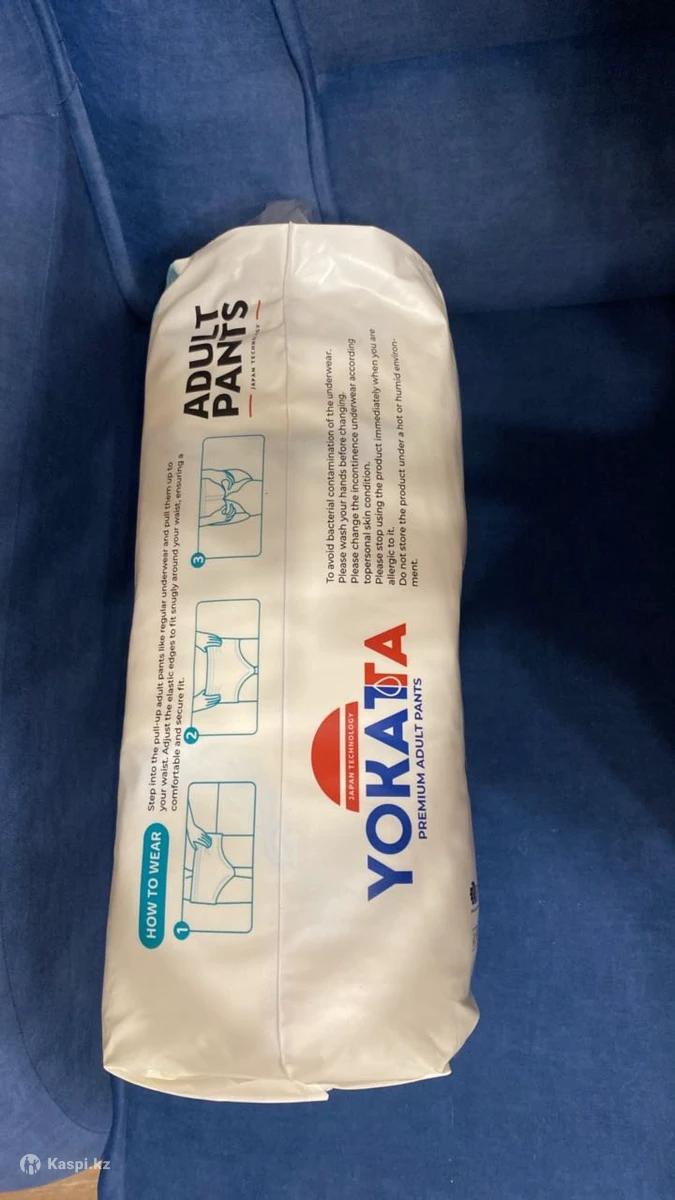 HOW TO WEAR
Step into the pull-up adult pants like regular underwear and pull them up to
your waist. Adjust the elastic edges to fit snugly around your waist, ensuring a
comfortable and secure fit.
1
2
3
ADULT
PANTS
JAPAN TECHNOLOGY
JAPAN TECHNOLOGY
YOKATTA
PREMIUM ADULT PANTS
To avoid bacterial contamination of the underwear.
Please wash your hands before changing.
Please change the incontinence underwear according
topersonal skin condition.
Please stop using the product immediately when you are
allergic to it.
Do not store the product under a hot or humid environ-
ment.
Kaspi.kz